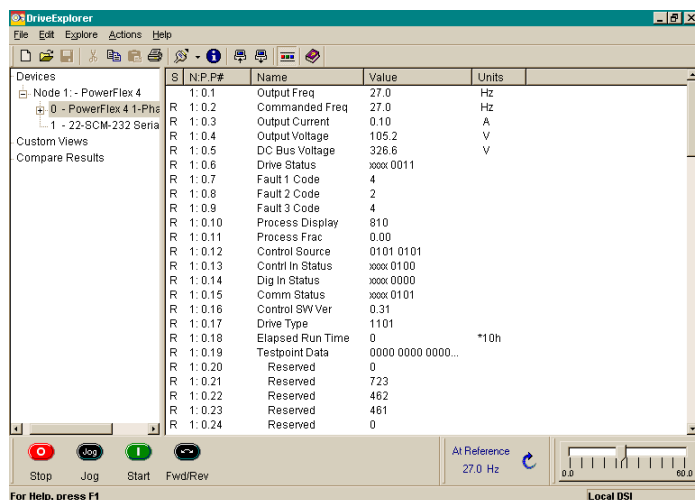 DriveExplorer
File Edit Explore Actions Help
Devices
Node 1: - PowerFlex 4
0 - PowerFlex 4 1-Pha
1 - 22-SCM-232 Seria
Custom Views
Compare Results
S N:P.P# Name Value Units
1: 0.1 Output Freq 27.0 Hz
R 1: 0.2 Commanded Freq 27.0 Hz
R 1: 0.3 Output Current 0.10 A
R 1: 0.4 Output Voltage 105.2 V
R 1: 0.5 DC Bus Voltage 326.6 V
R 1: 0.6 Drive Status xxxx 0011
R 1: 0.7 Fault 1 Code 4
R 1: 0.8 Fault 2 Code 2
R 1: 0.9 Fault 3 Code 4
R 1: 0.10 Process Display 810
R 1: 0.11 Process Frac 0.00
R 1: 0.12 Control Source 0101 0101
R 1: 0.13 Contrl In Status xxxx 0100
R 1: 0.14 Dig In Status xxxx 0000
R 1: 0.15 Comm Status xxxx 0101
R 1: 0.16 Control SW Ver 0.31
R 1: 0.17 Drive Type 1101
R 1: 0.18 Elapsed Run Time 0 *10h
R 1: 0.19 Testpoint Data 0000 0000 0000...
R 1: 0.20 Reserved 0
R 1: 0.21 Reserved 723
R 1: 0.22 Reserved 462
R 1: 0.23 Reserved 461
R 1: 0.24 Reserved 0
Jog
Stop Jog Start Fwd/Rev
At Reference
27.0 Hz
0.0 60.0
For Help, press F1
Local DSI